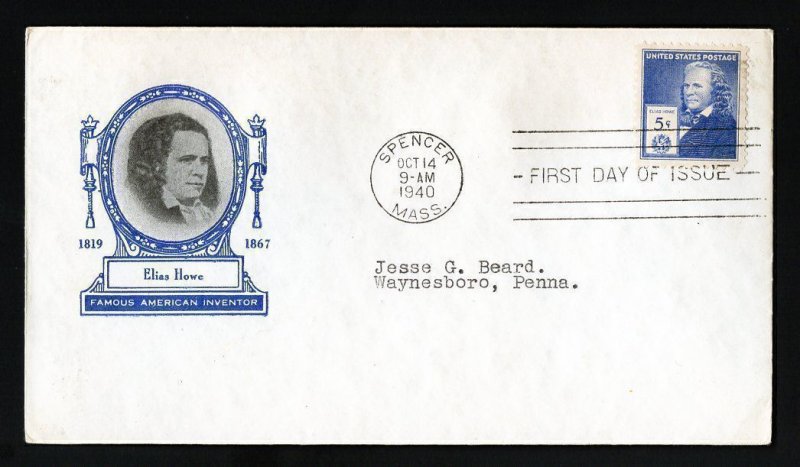 UNITED STATES POSTAGE
ELIAS HOWE
5¢
SPENCER
OCT 14
9-AM
1940
MASS.
- FIRST DAY OF ISSUE -
1819 1867
Elias Howe
FAMOUS AMERICAN INVENTOR
Jesse G. Beard.
Waynesboro, Penna.